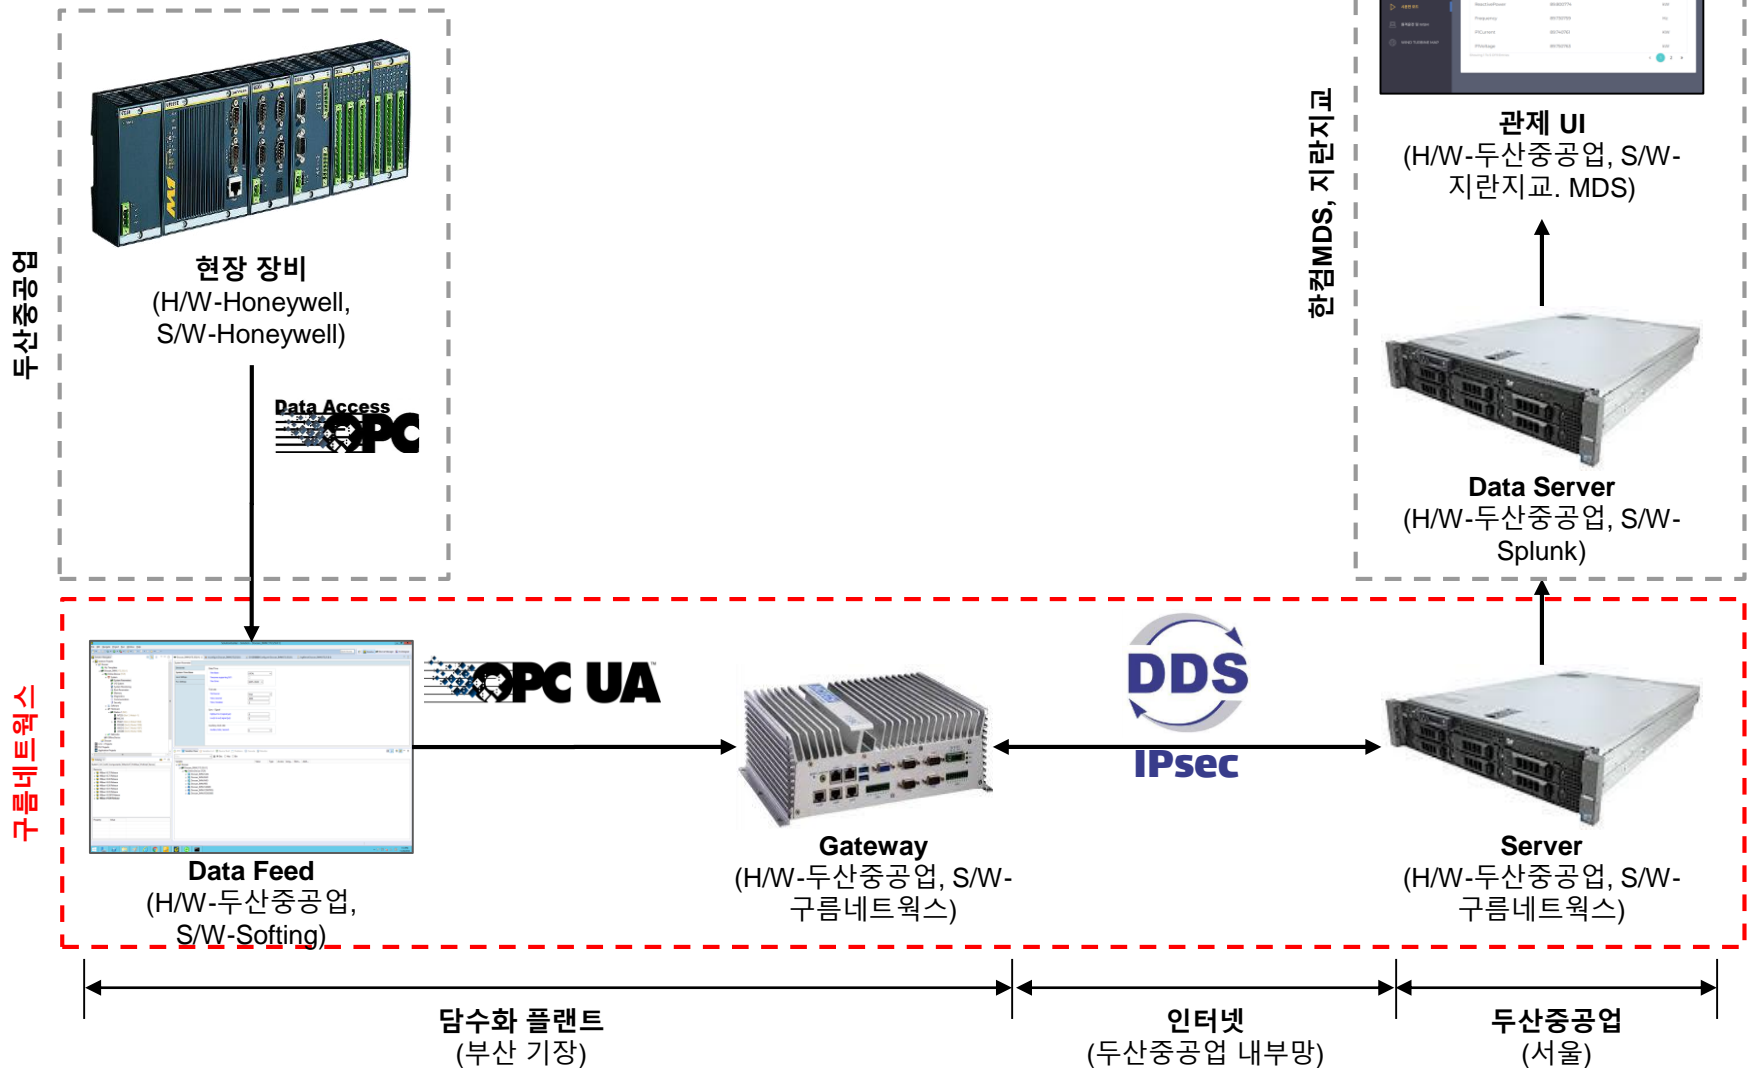 두산중공업
현장 장비
(H/W-Honeywell,
S/W-Honeywell)
Data Access
OPC
한컴MDS, 지란지교
ReactivePower
Frequency
관제 UI
(H/W-두산중공업, S/W-
지란지교. MDS)
Data Server
(H/W-두산중공업, S/W-
Splunk)
구름네트웍스
Data Feed
(H/W-두산중공업,
S/W-Softing)
OPC UA
Gateway
(H/W-두산중공업, S/W-
구름네트웍스)
DDS
IPsec
Server
(H/W-두산중공업, S/W-
구름네트웍스)
담수화 플랜트
(부산 기장)
인터넷
(두산중공업 내부망)
두산중공업
(서울)